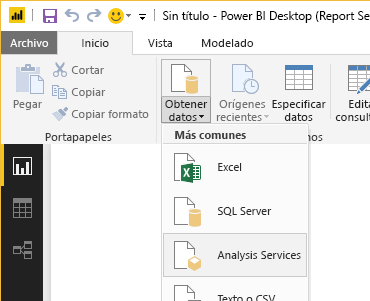 Sin título - Power BI Desktop (Report Se
Archivo Inicio Vista Modelado
Pegar
Cortar
Copiar
Copiar formato
Portapapeles
Obtener datos
Orígenes recientes
Especificar datos
Edita
consult
Más comunes
Excel
SQL Server
Analysis Services
Texto o CSV